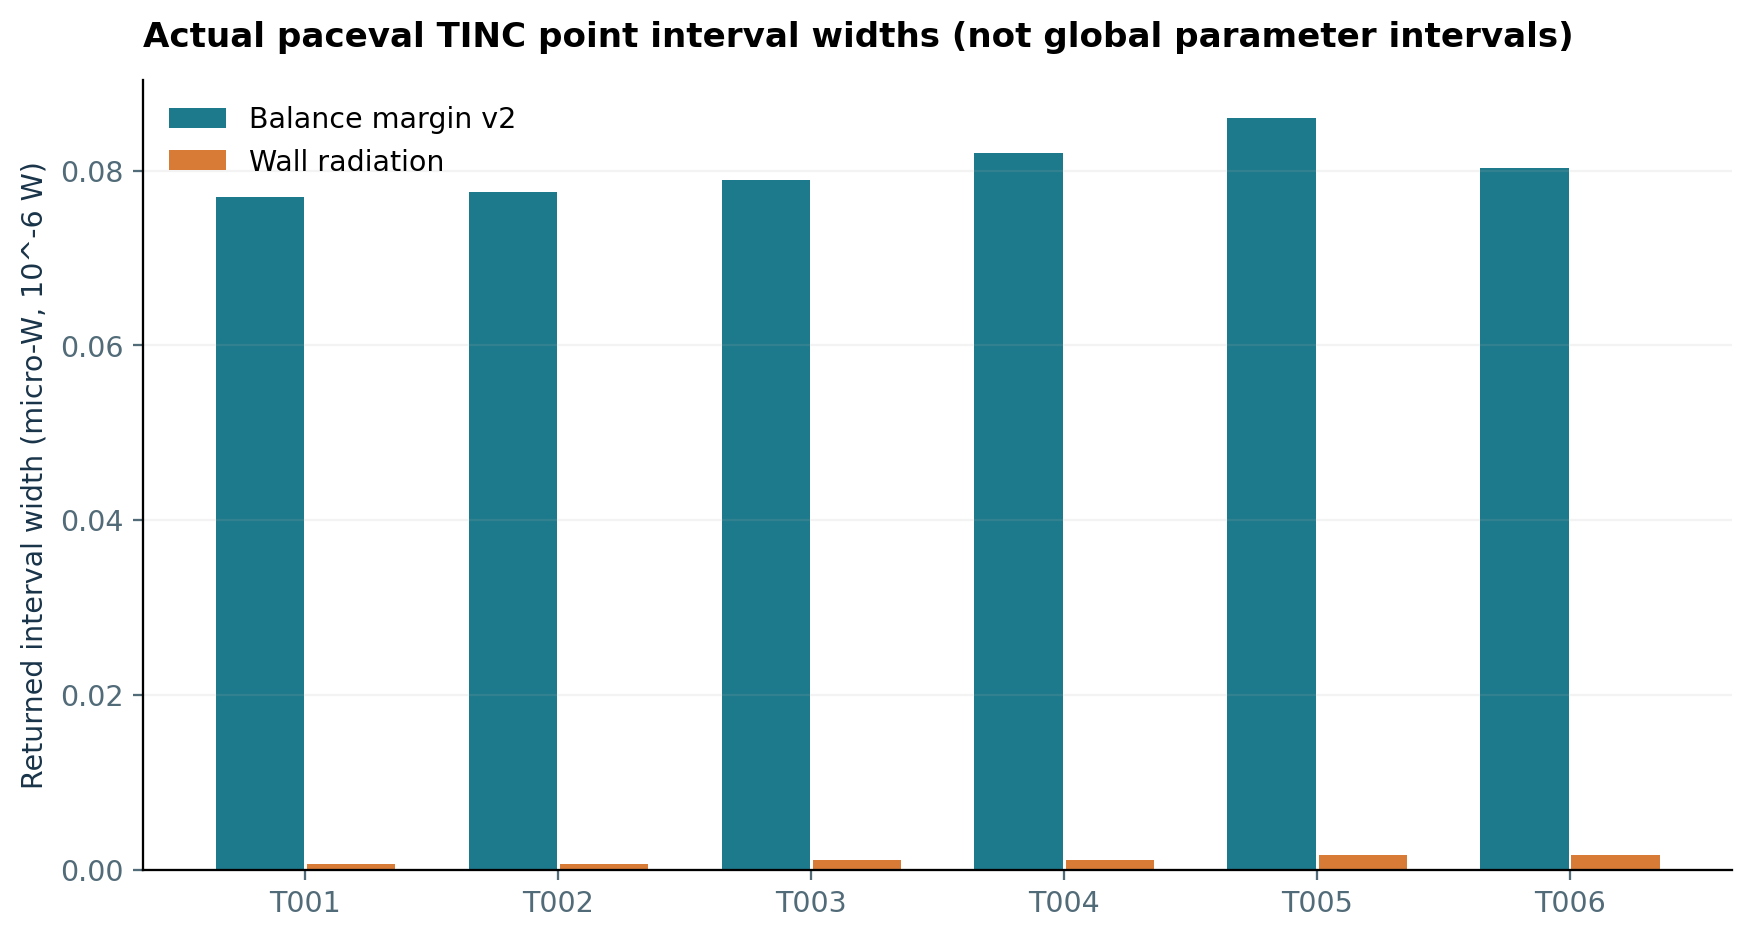 Actual paceval TINC point interval widths (not global parameter intervals)
Balance margin v2
Wall radiation
Returned interval width (micro-W, 10^-6 W)
0.08
0.06
0.04
0.02
0.00
T001 T002 T003 T004 T005 T006